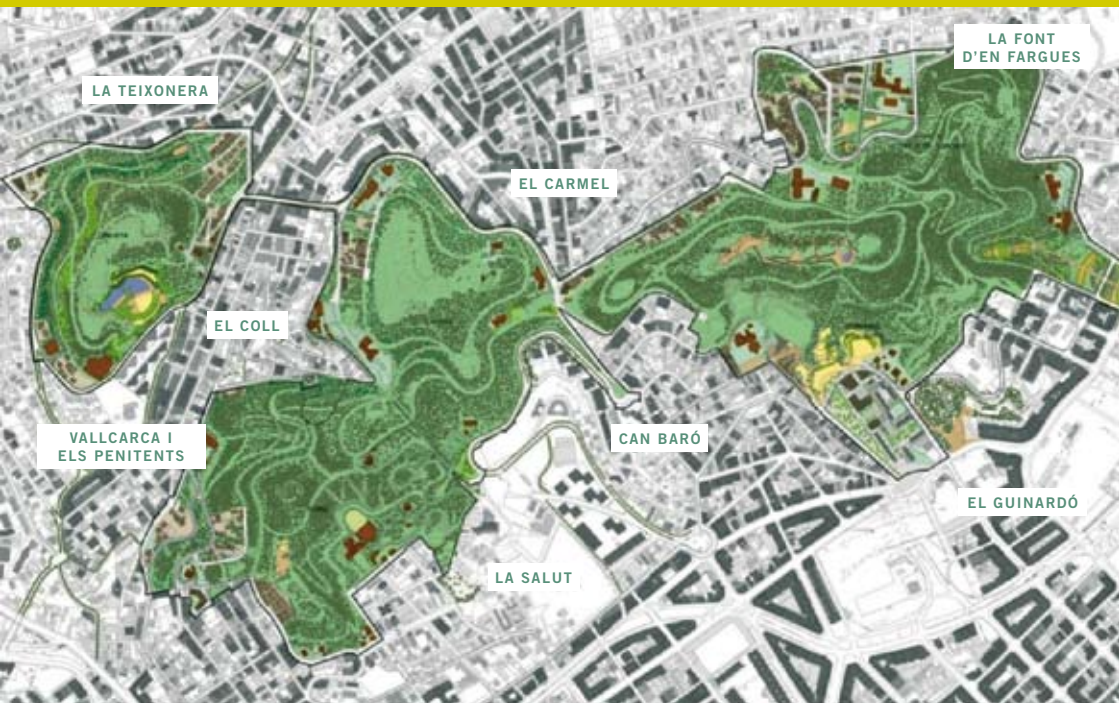 LA FONT
D'EN FARGUES
LA TEIXONERA
EL CARMEL
EL COLL
VALLCARCA I
ELS PENITENTS
CAN BARÓ
EL GUINARDÓ
LA SALUT